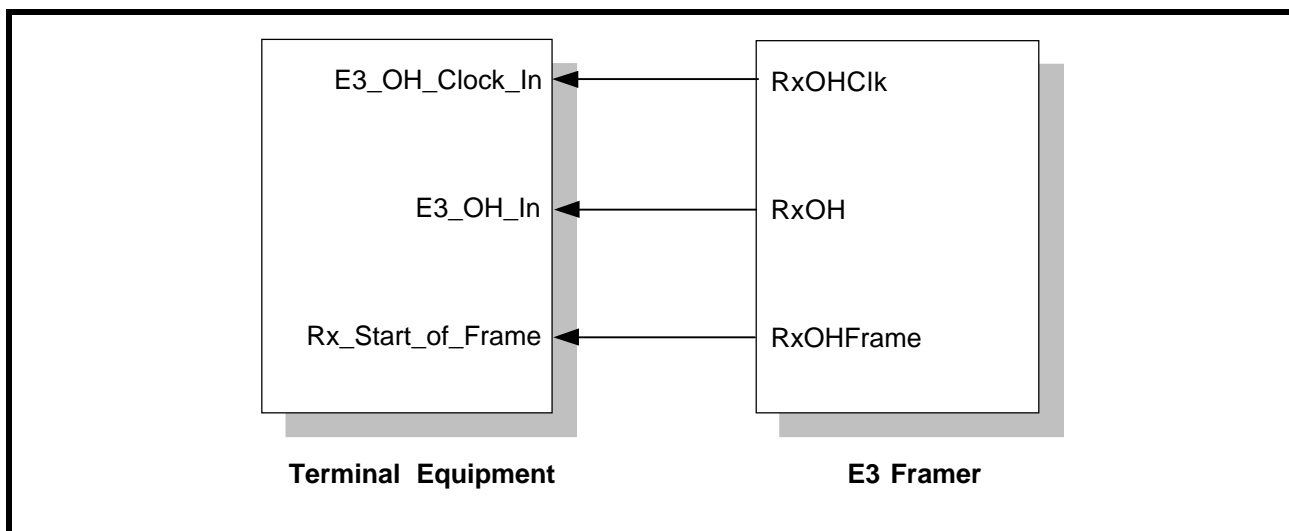 E3_OH_Clock_In
RxOHClk
E3_OH_In
RxOH
Rx_Start_of_Frame
RxOHFrame
Terminal Equipment
E3 Framer